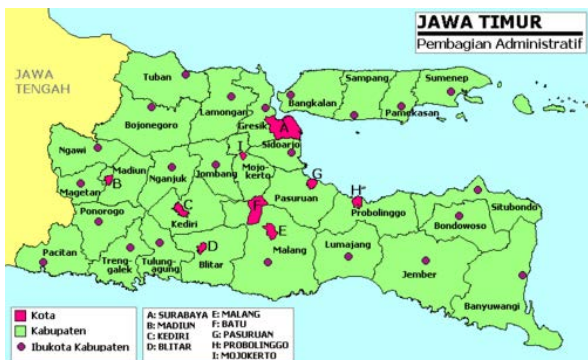 JAWA TIMUR
Pembagian Administratif
JAWA
TENGAH
Tuban
Lamongan
Gresik
Bangkalan
Sampang
Pamekasan
Sumenep
Bojonegoro
A
Sidoarjo
Ngawi
Madiun
B
Magetan
Nganjuk
Jombang
I
Mojo-
kerto
G
Pasuruan
H
Probolinggo
Situbondo
Bondowoso
Ponorogo
C
Kediri
F
E
Malang
D
Blitar
Pacitan
Treng-
galek
Tulung-
agung
Lumajang
Jember
Banyuwangi
Kota
Kabupaten
Ibukota Kabupaten
A: SURABAYA E: MALANG
B: MADIUN F: BATU
C: KEDIRI G: PASURUAN
D: BLITAR H: PROBOLINGGO
I: MOJOKERTO